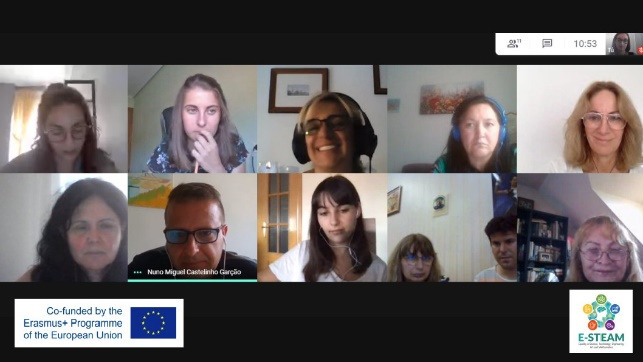 10:53
Nuno Miguel Castelinho Garção
Co-funded by the
Erasmus+ Programme
of the European Union
E-STEAM